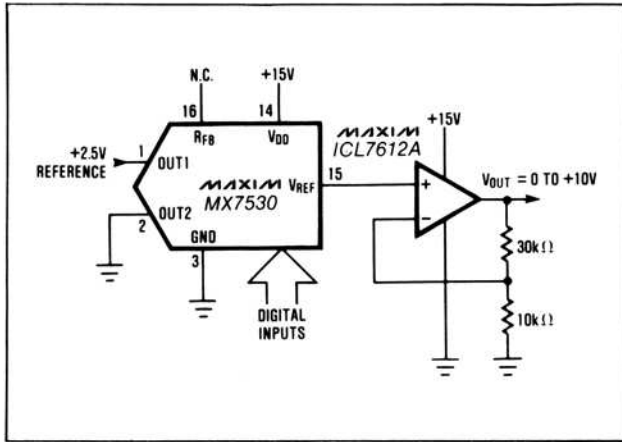 N.C.
+15V
16
14
RFB
VDD
+2.5V
REFERENCE
1
OUT1
MAXIM
MX7530
VREF
15
OUT2
2
GND
3
DIGITAL
INPUTS
MAXIM
ICL7612A
+15V
+
−
VOUT = 0 TO +10V
30kΩ
10kΩ